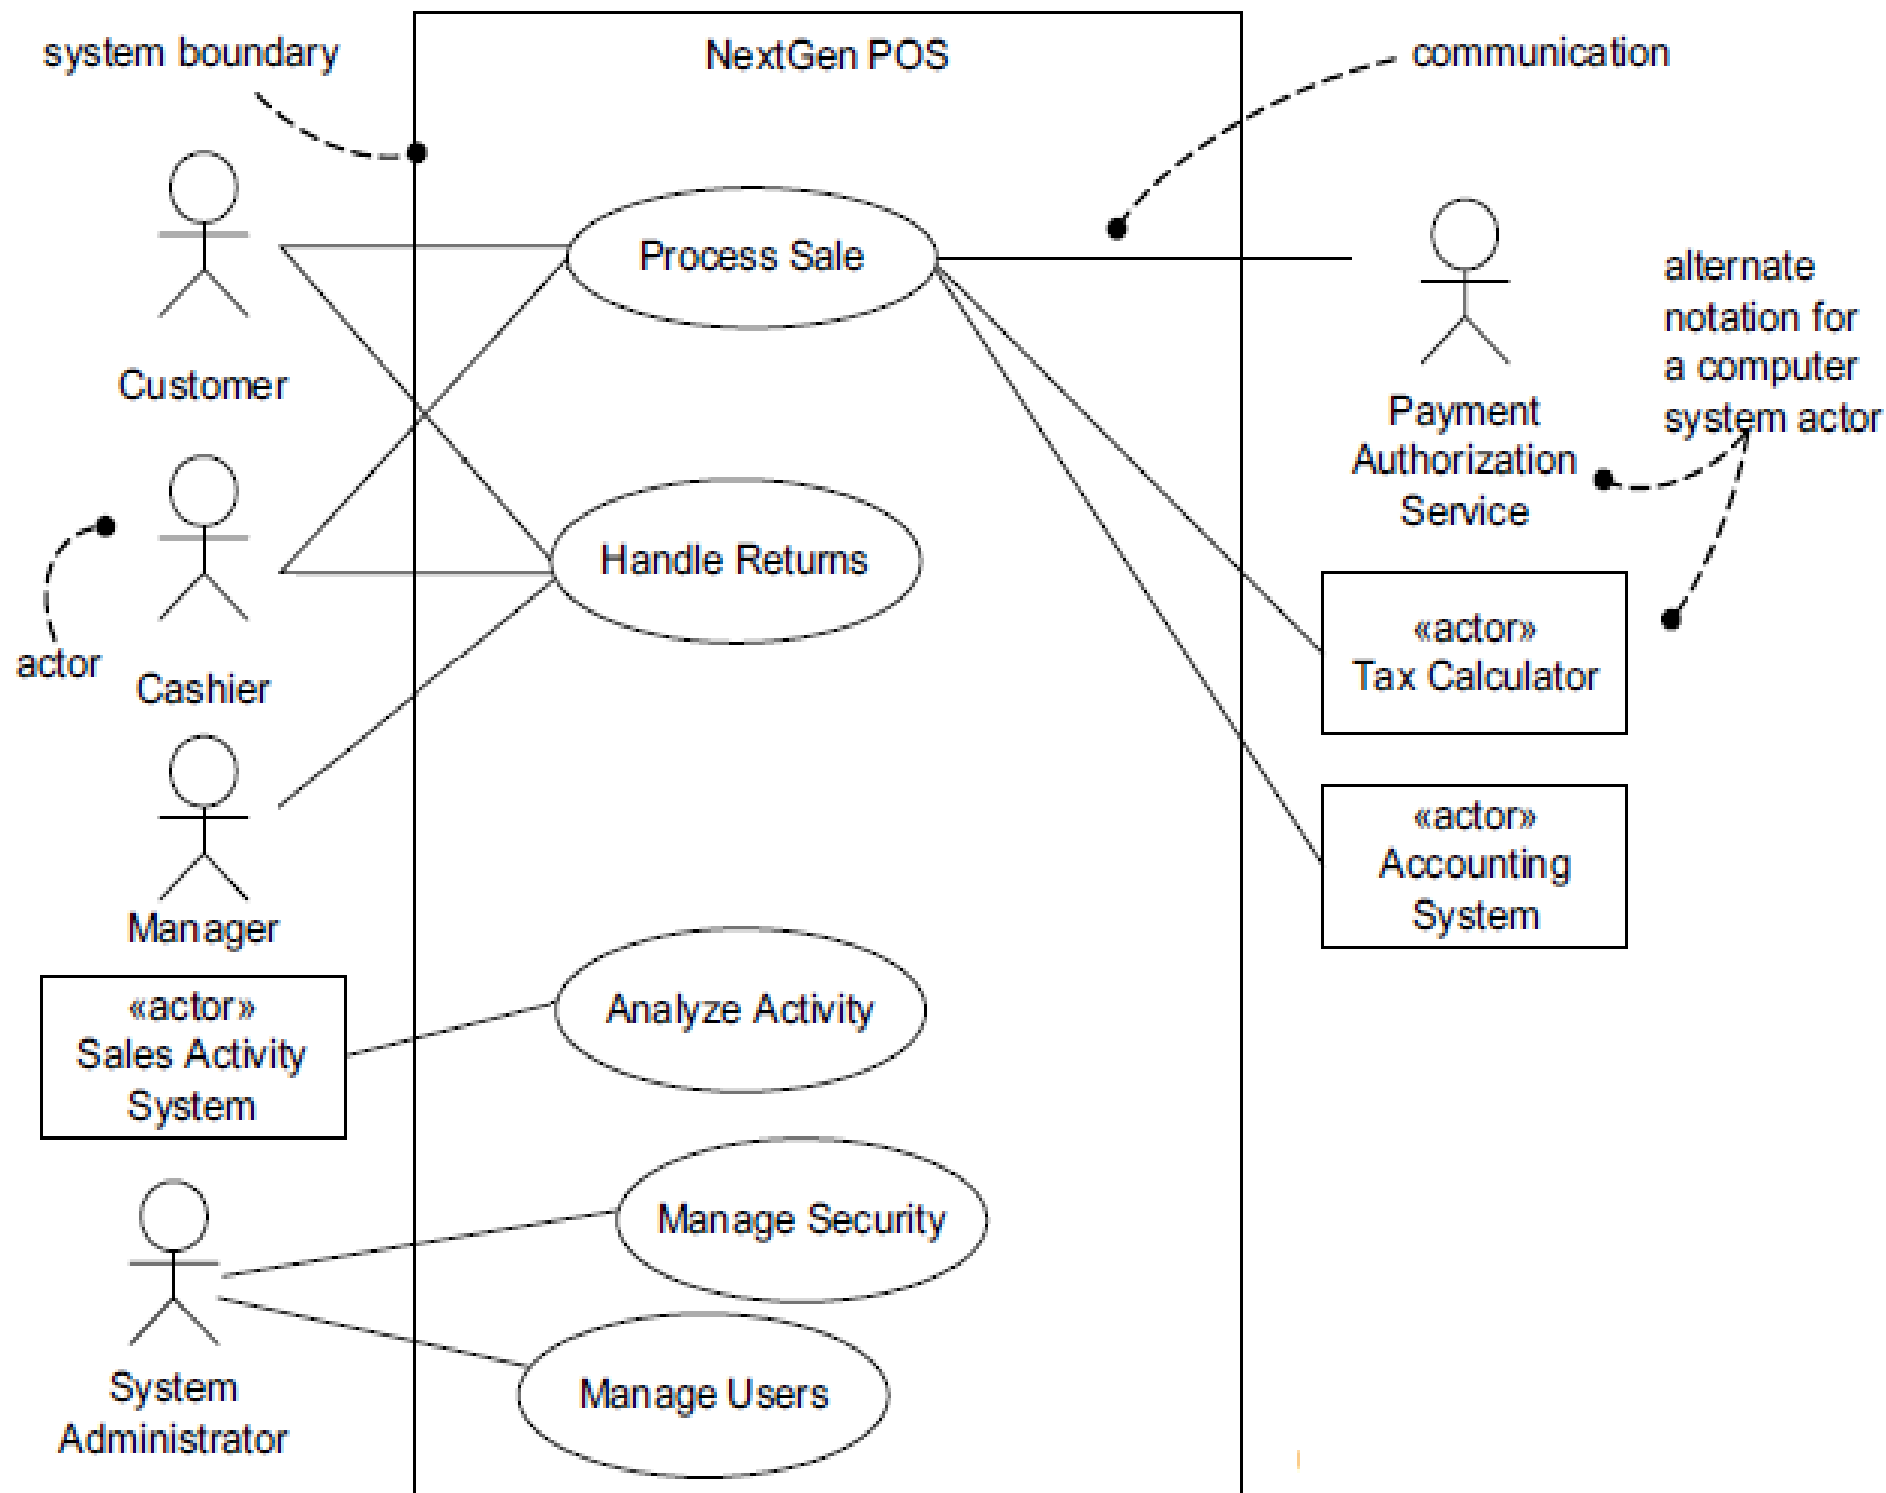 system boundary
NextGen POS
communication
Process Sale
alternate
notation for
a computer
system actor
Customer
Payment
Authorization
Service
Handle Returns
actor
Cashier
«actor»
Tax Calculator
Manager
«actor»
Accounting
System
«actor»
Sales Activity
System
Analyze Activity
Manage Security
System
Administrator
Manage Users